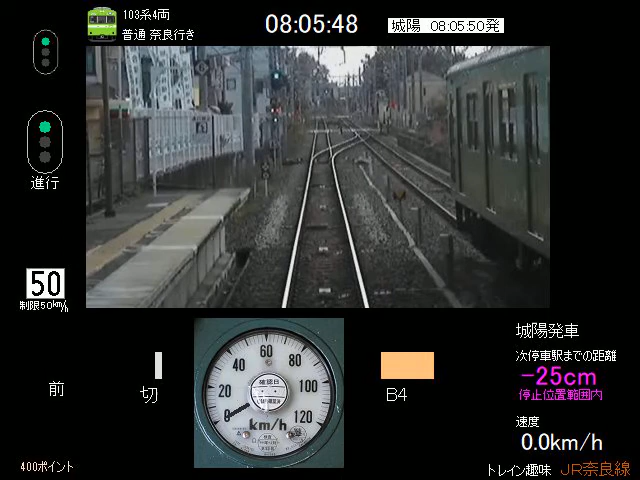 103系4両
普通 奈良行き
08:05:48
城陽 08:05:50発
進行
50
制限50km/h
前
切
0
20
40
60
80
100
120
確認日
km/h
B4
城陽発車
次停車駅までの距離
-25cm
停止位置範囲内
速度
0.0km/h
400ポイント
トレイン趣味 JR奈良線